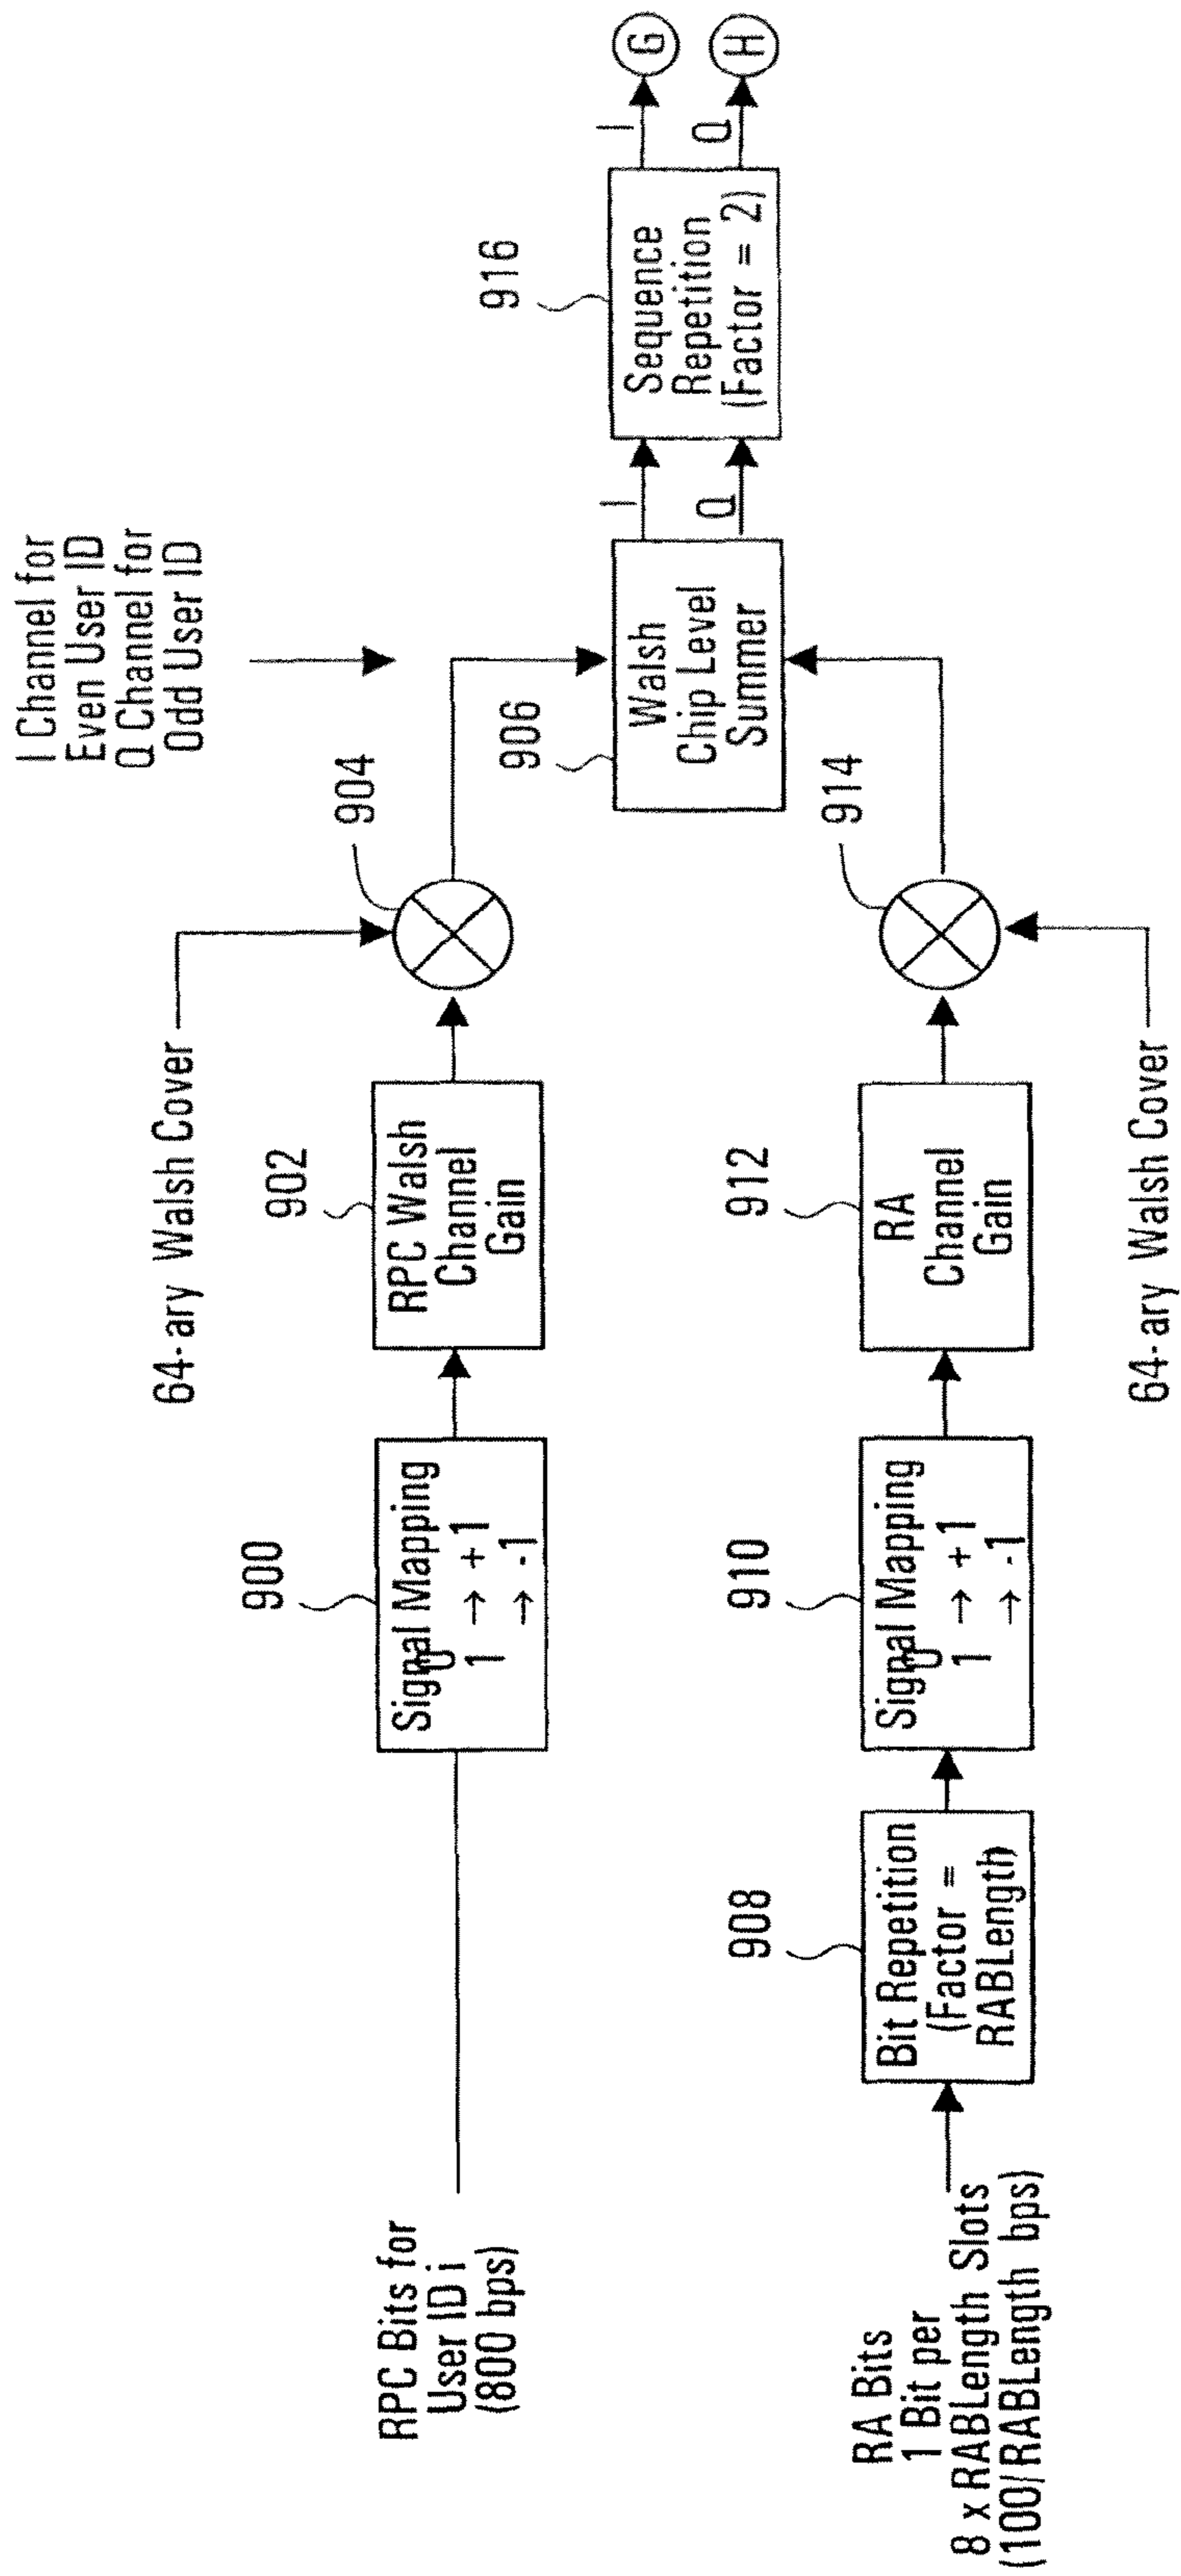 I Channel for
Even User ID
Q Channel for
Odd User ID
64-ary Walsh Cover
904
RPC Bits for
User ID i
(800 bps)
900
Signal Mapping
0
1 → +1
→ -1
902
RPC Walsh
Channel
Gain
906
Walsh
Chip Level
Summer
I
Q
916
Sequence
Repetition
(Factor = 2)
I
Q
G
H
RA Bits
1 Bit per
8 x RABLength Slots
(100/RABLength bps)
908
Bit Repetition
(Factor =
RABLength)
910
Signal Mapping
0
1 → +1
→ -1
912
RA
Channel
Gain
914
64-ary Walsh Cover